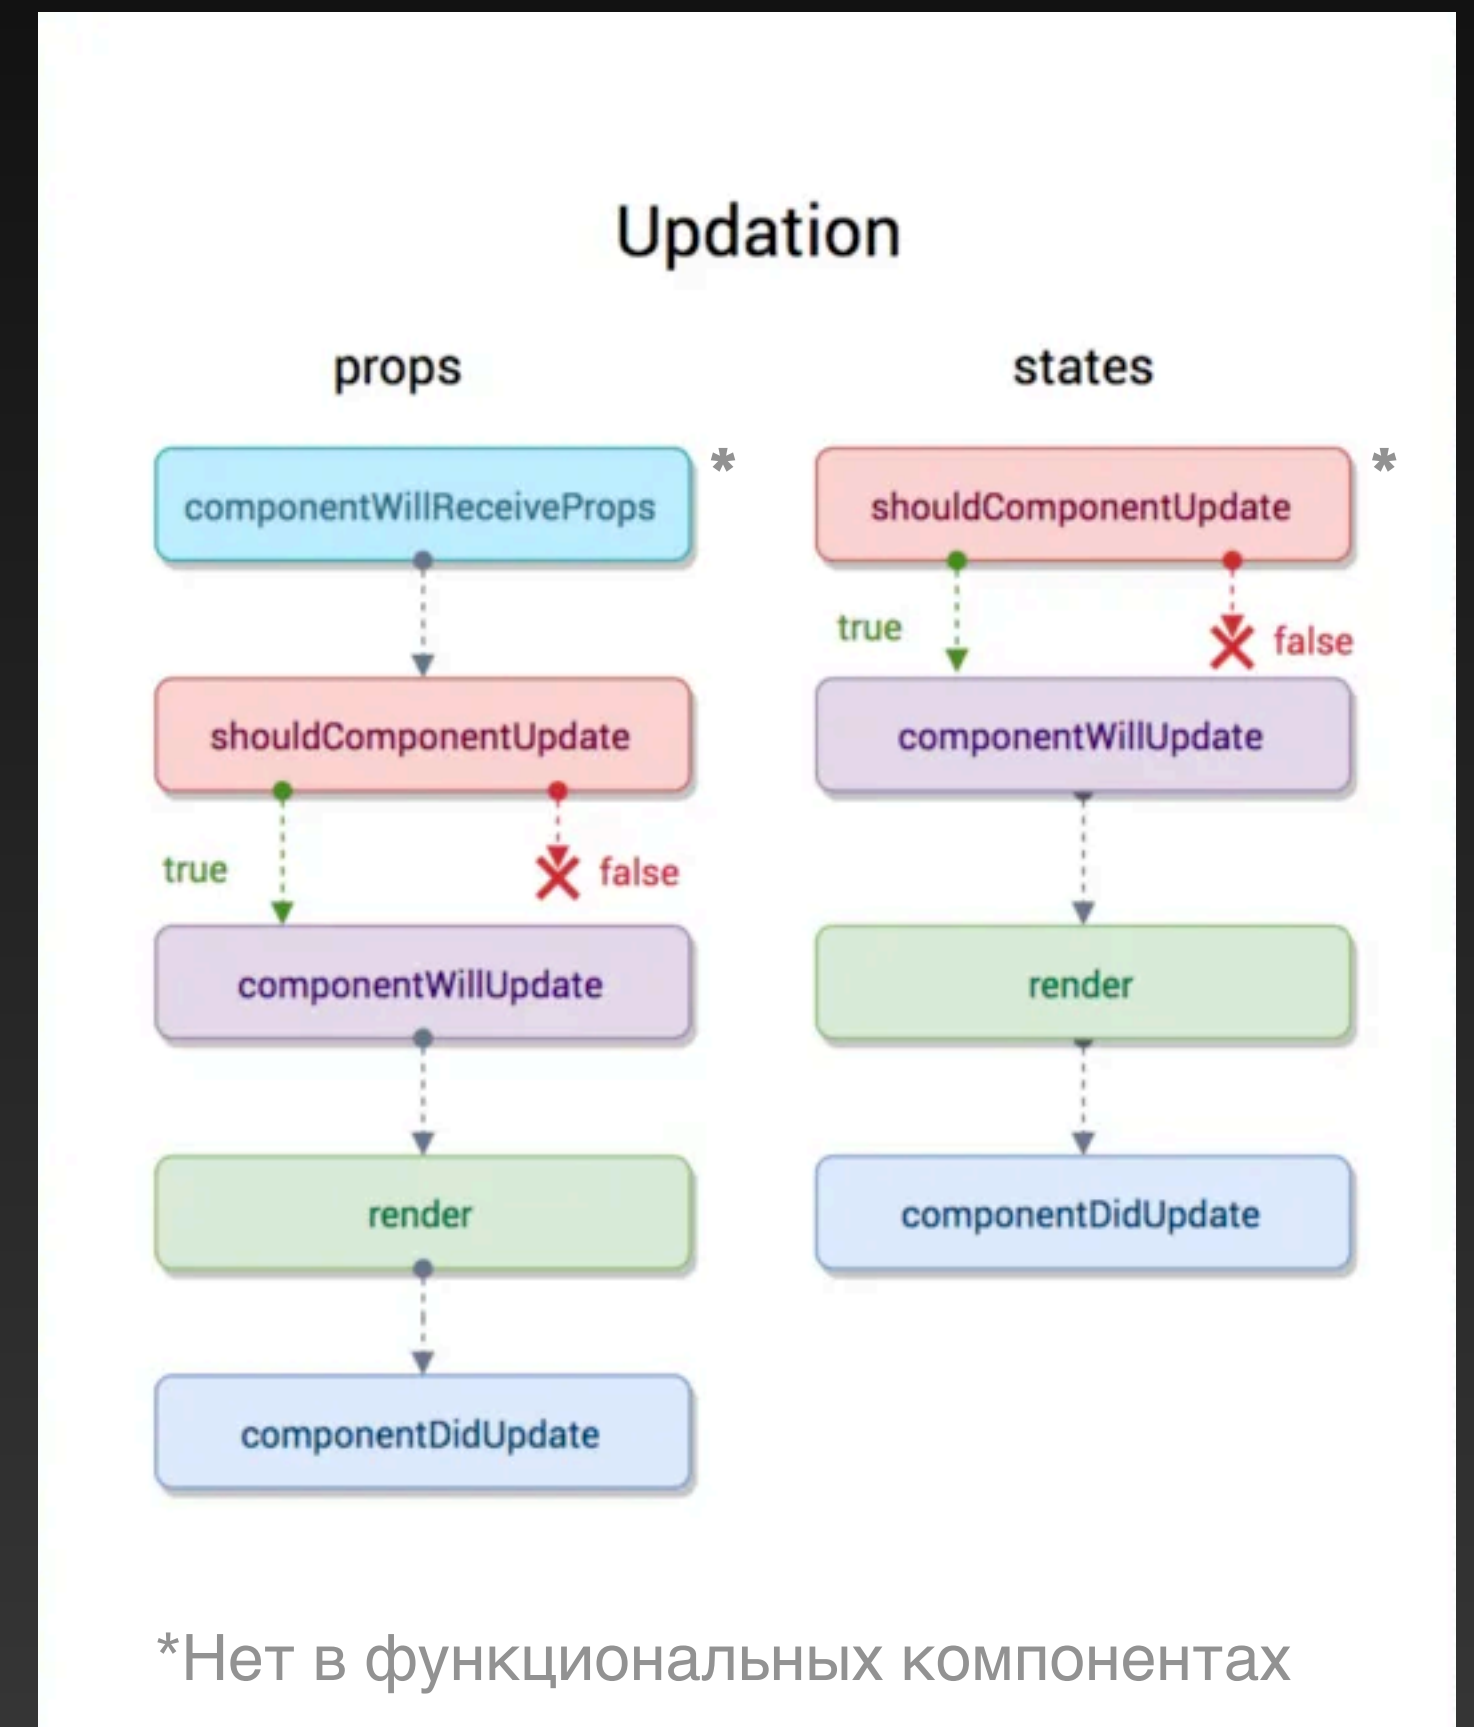 Updation
props
componentWillReceiveProps *
shouldComponentUpdate
true
false
componentWillUpdate
render
componentDidUpdate
states
shouldComponentUpdate *
true
false
componentWillUpdate
render
componentDidUpdate
*Нет в функциональных компонентах